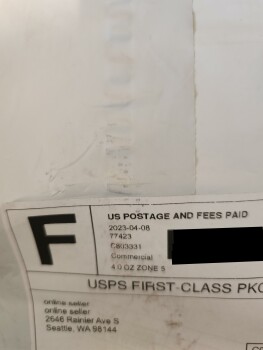 F
US POSTAGE AND FEES PAID
2023-04-08
77423
C803331
Commercial
4.0 OZ ZONE 5
USPS FIRST-CLASS PKG
online seller
online seller
2646 Rainier Ave S
Seattle, WA 98144